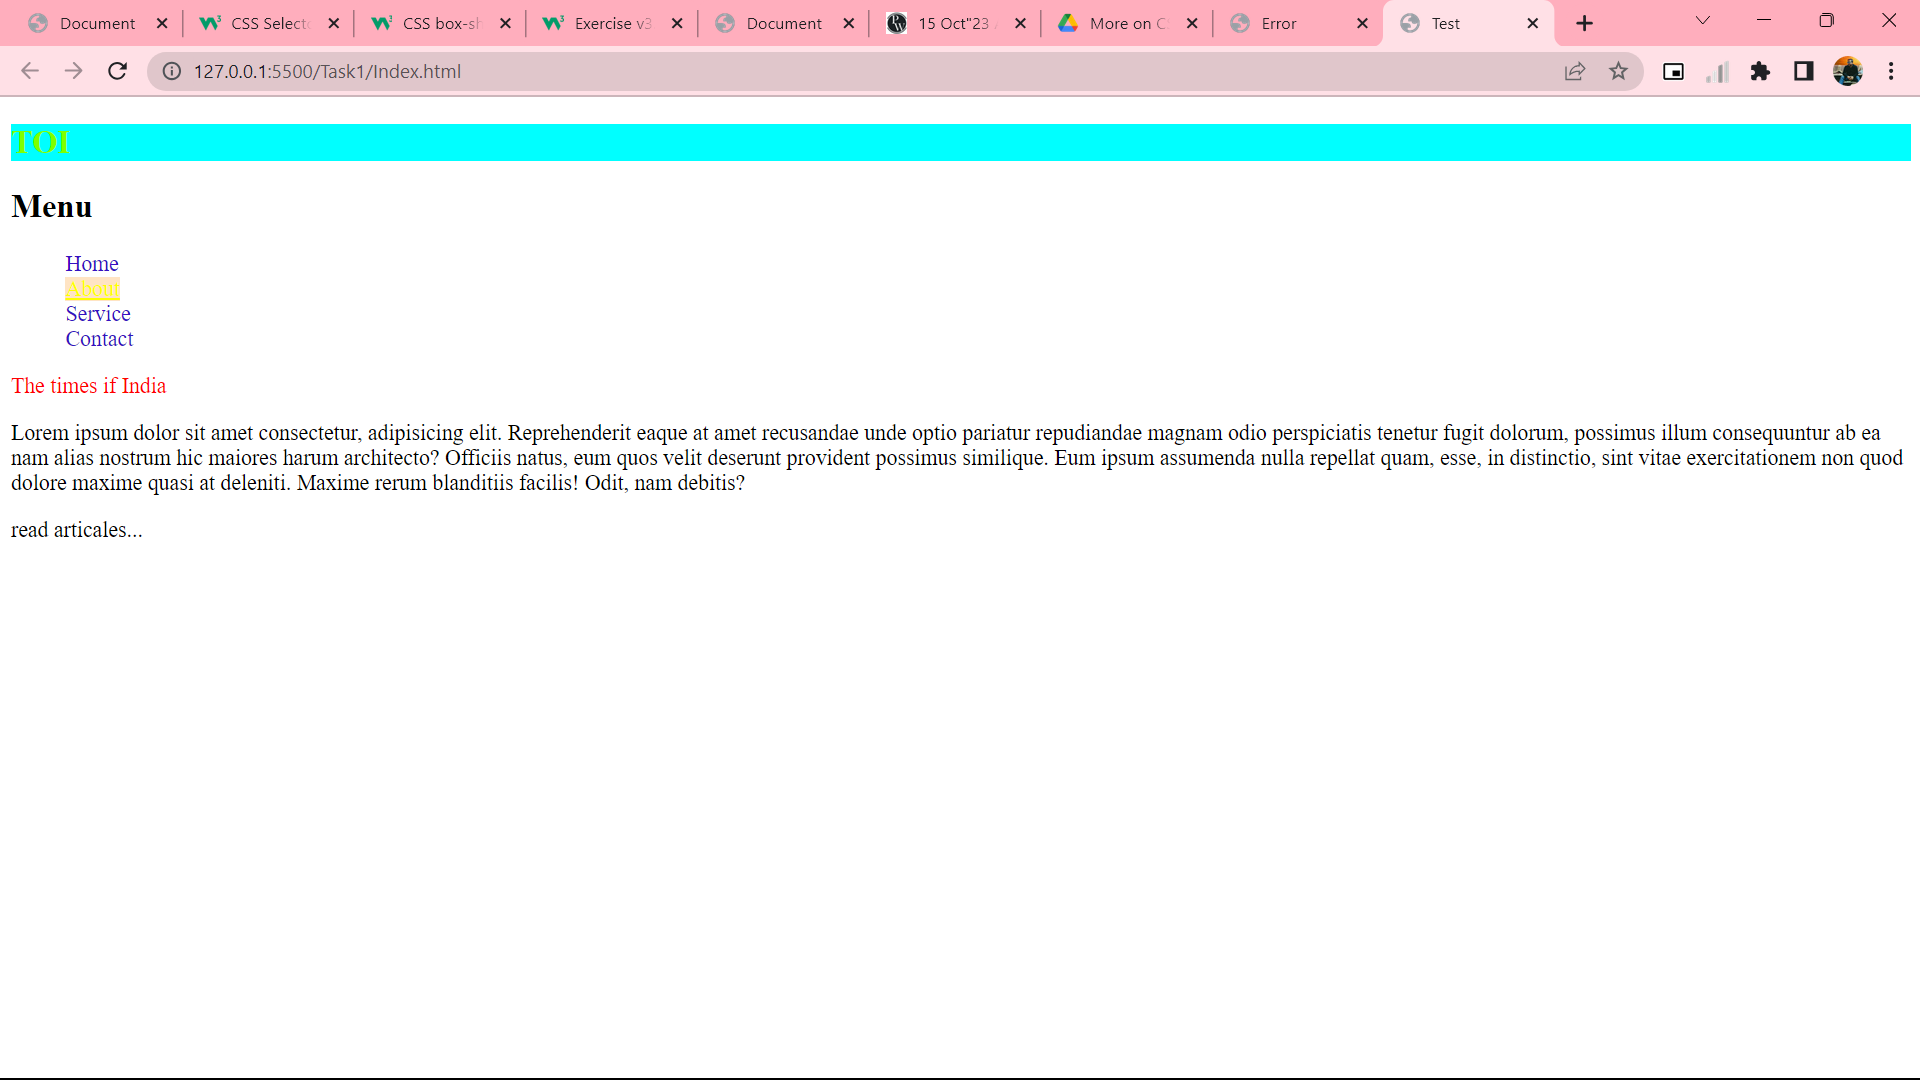 Document
CSS Selecto
CSS box-sh
Exercise v3
Document
15 Oct"23
More on C
Error
Test
127.0.0.1:5500/Task1/Index.html
TOI
Menu
Home
About
Service
Contact
The times if India
Lorem ipsum dolor sit amet consectetur, adipisicing elit. Reprehenderit eaque at amet recusandae unde optio pariatur repudiandae magnam odio perspiciatis tenetur fugit dolorum, possimus illum consequuntur ab ea
nam alias nostrum hic maiores harum architecto? Officiis natus, eum quos velit deserunt provident possimus similique. Eum ipsum assumenda nulla repellat quam, esse, in distinctio, sint vitae exercitationem non quod
dolore maxime quasi at deleniti. Maxime rerum blanditiis facilis! Odit, nam debitis?
read articales...